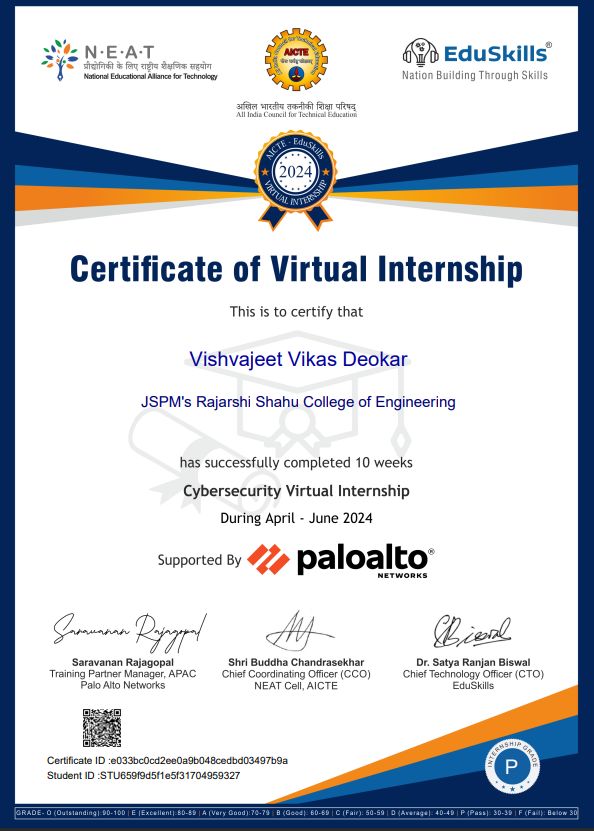 N·E·A·T
प्रौद्योगिकी के लिए राष्ट्रीय शैक्षणिक सहयोग
National Educational Alliance for Technology
AICTE
EduSkills®
Nation Building Through Skills
अखिल भारतीय तकनीकी शिक्षा परिषद्
All India Council for Technical Education
AICTE - EduSkills
2024
VIRTUAL INTERNSHIP
Certificate of Virtual Internship
This is to certify that
Vishvajeet Vikas Deokar
JSPM's Rajarshi Shahu College of Engineering
has successfully completed 10 weeks
Cybersecurity Virtual Internship
During April - June 2024
Supported By paloalto®
NETWORKS
Saravanan Rajagopal
Saravanan Rajagopal
Training Partner Manager, APAC
Palo Alto Networks
Shri Buddha Chandrasekhar
Chief Coordinating Officer (CCO)
NEAT Cell, AICTE
SRBiswal
Dr. Satya Ranjan Biswal
Chief Technology Officer (CTO)
EduSkills
Certificate ID :e033bc0cd2ee0a9b048cedbd03497b9a
Student ID :STU659f9d5f1e5f31704959327
INTERNSHIP GRADE
P
GRADE- O (Outstanding):90-100 | E (Excellent):80-89 | A (Very Good):70-79 | B (Good): 60-69 | C (Fair): 50-59 | D (Average): 40-49 | P (Pass): 30-39 | F (Fail): Below 30